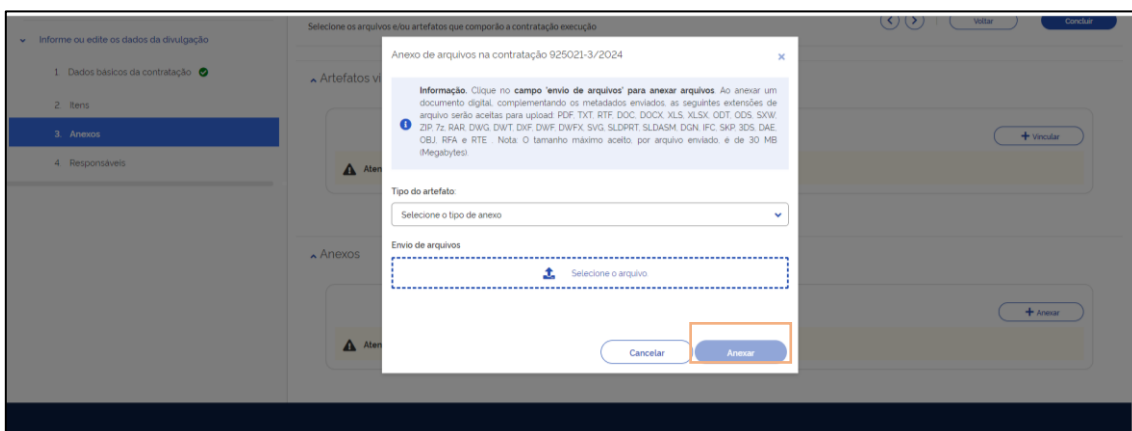 Informe ou edite os dados da divulgação
1 Dados básicos da contratação
2. Itens
3. Anexos
4 Responsáveis
Selecione os arquivos e/ou artefatos que comporão a contratação execução
Voltar
Concluir
Artefatos vi
+ Vincular
Aten
Anexos
+ Anexar
Aten
Anexo de arquivos na contratação 925021-3/2024
Informação. Clique no campo "envio de arquivos" para anexar arquivos. Ao anexar um
documento digital, complementando os metadados enviados, as seguintes extensões de
arquivo serão aceitas para upload: PDF, TXT, RTF, DOC, DOCX, XLS, XLSX, ODT, ODS, SXW,
ZIP, 7z, RAR, DWG, DWT, DXF, DWF, DWFX, SVG, SLDPRT, SLDASM, DGN, IFC, SKP, 3DS, DAE,
OBJ, RFA e RTE . Nota: O tamanho máximo aceito, por arquivo enviado, é de 30 MB
(Megabytes).
Tipo do artefato:
Selecione o tipo de anexo
Envio de arquivos
Selecione o arquivo
Cancelar
Anexar